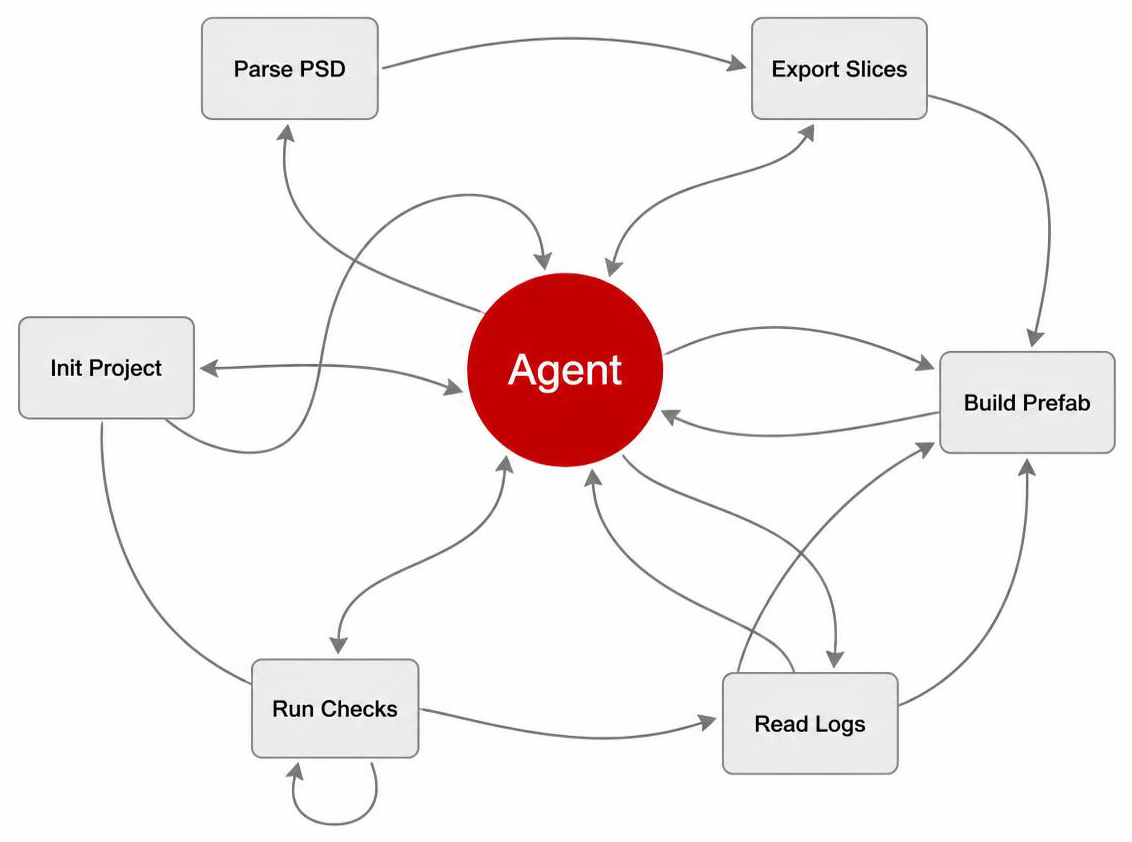 Parse PSD
Export Slices
Init Project
Agent
Build Prefab
Run Checks
Read Logs